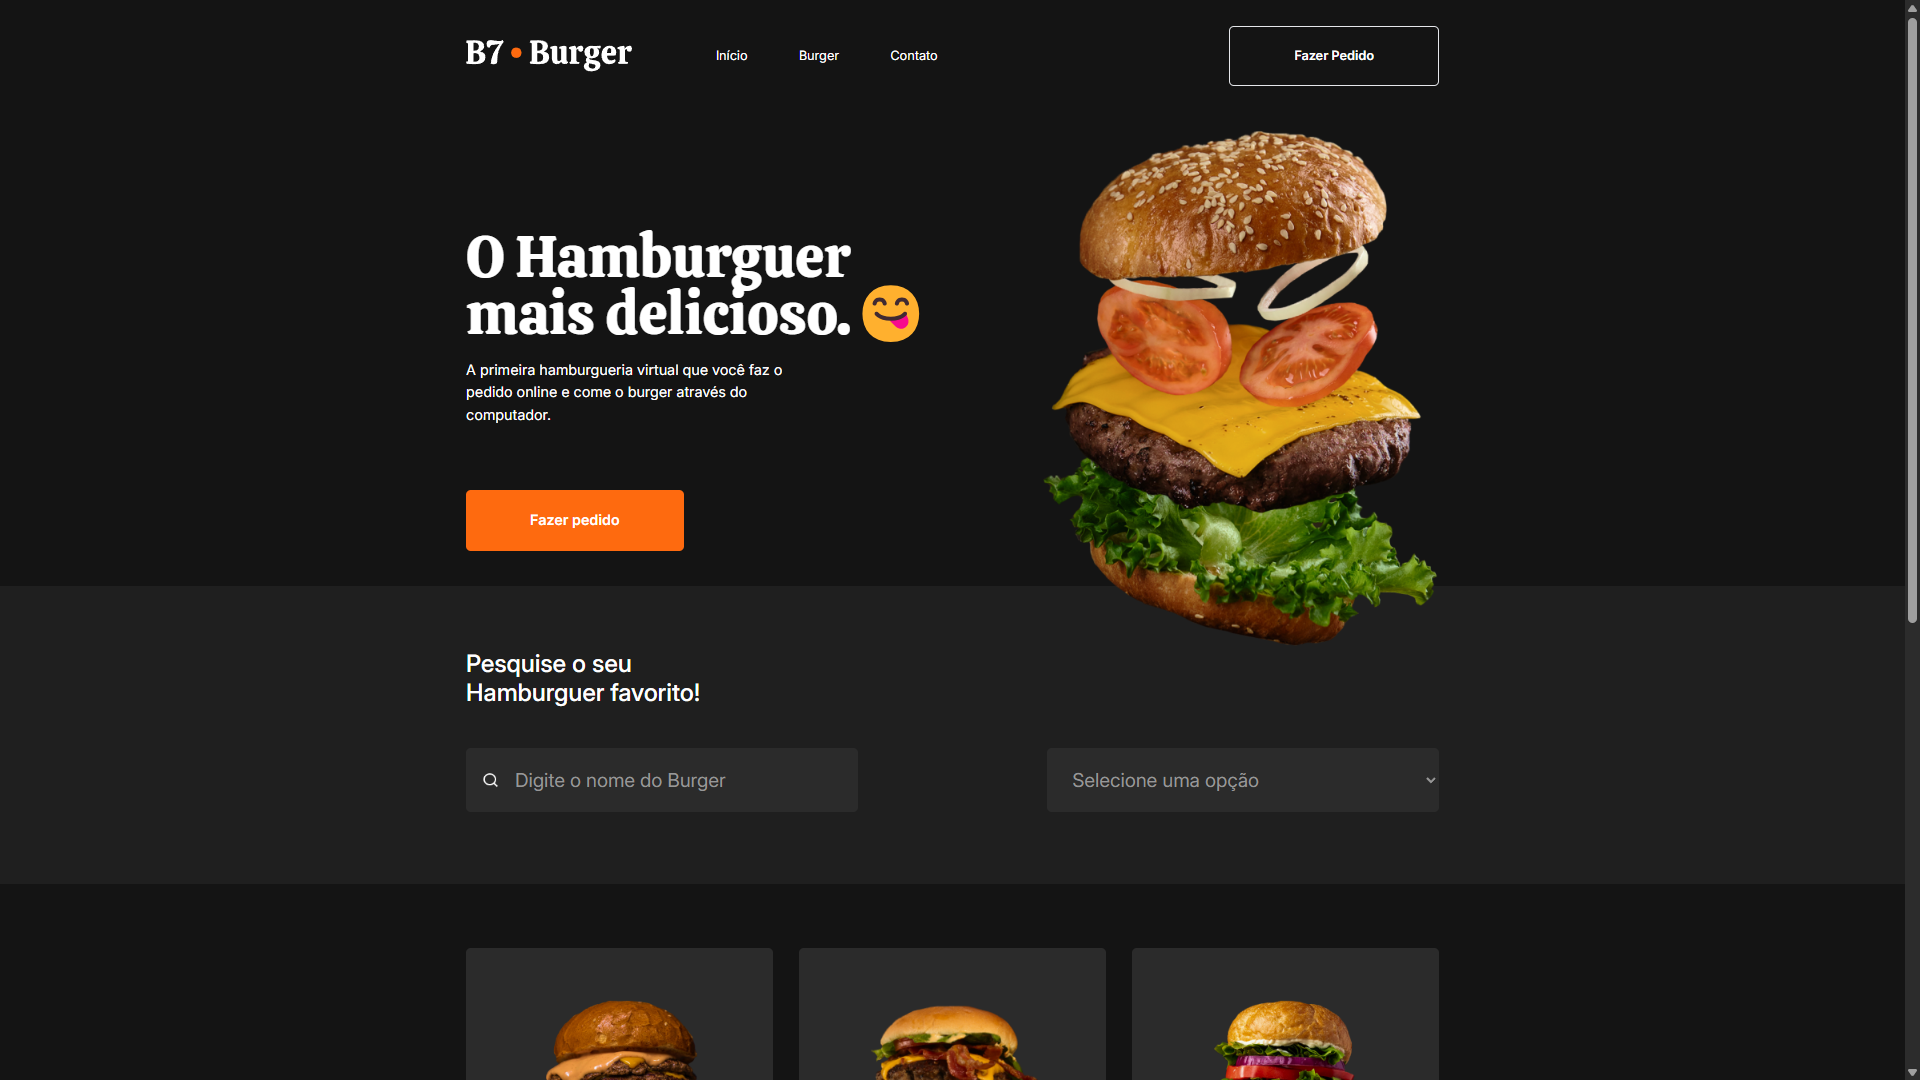 B7 • Burger
Início
Burger
Contato
Fazer Pedido
O Hamburguer
mais delicioso. 😋
A primeira hamburgueria virtual que você faz o
pedido online e come o burger através do
computador.
Fazer pedido
Pesquise o seu
Hamburguer favorito!
Digite o nome do Burger
Selecione uma opção